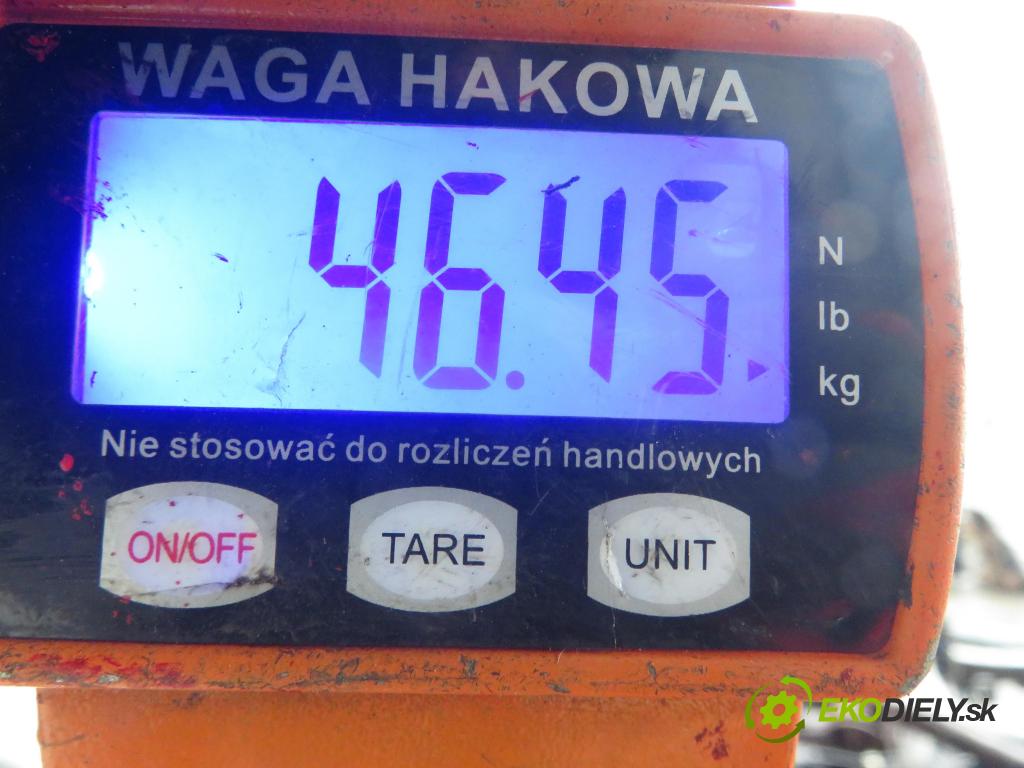 WAGA HAKOWA
46.45
N
lb
kg
Nie stosować do rozliczeń handlowych
ON/OFF TARE UNIT
EKODIELY.sk